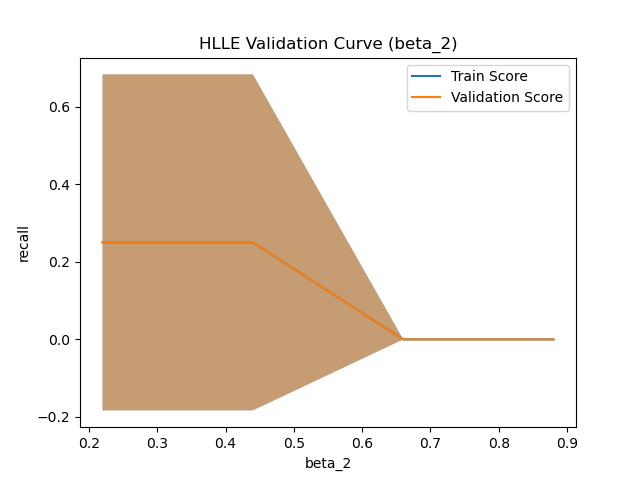 HLLE Validation Curve (beta_2)
Train Score
Validation Score
recall
0.6
0.4
0.2
0.0
−0.2
0.2 0.3 0.4 0.5 0.6 0.7 0.8 0.9
beta_2